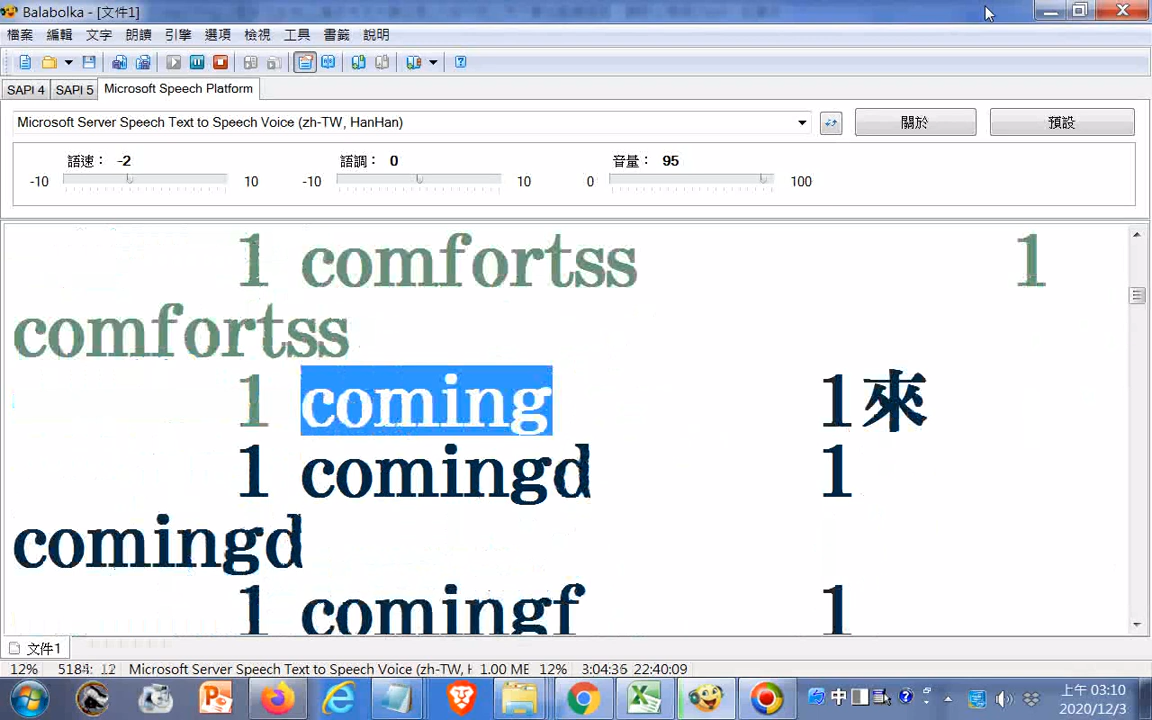 Balabolka - [文件1]
檔案 編輯 文字 朗讀 引擎 選項 檢視 工具 書籤 說明
SAPI 4 SAPI 5 Microsoft Speech Platform
Microsoft Server Speech Text to Speech Voice (zh-TW, HanHan) 關於 預設
語速： -2 語調： 0 音量： 95
-10 10 -10 10 0 100
1 comfortss 1
comfortss
1 coming 1來
1 comingd 1
comingd
1 comingf 1
文件1
12% 5184: 12 Microsoft Server Speech Text to Speech Voice (zh-TW, 1.00 ME 12% 3:04:36 22:40:09
中 上午 03:10
2020/12/3